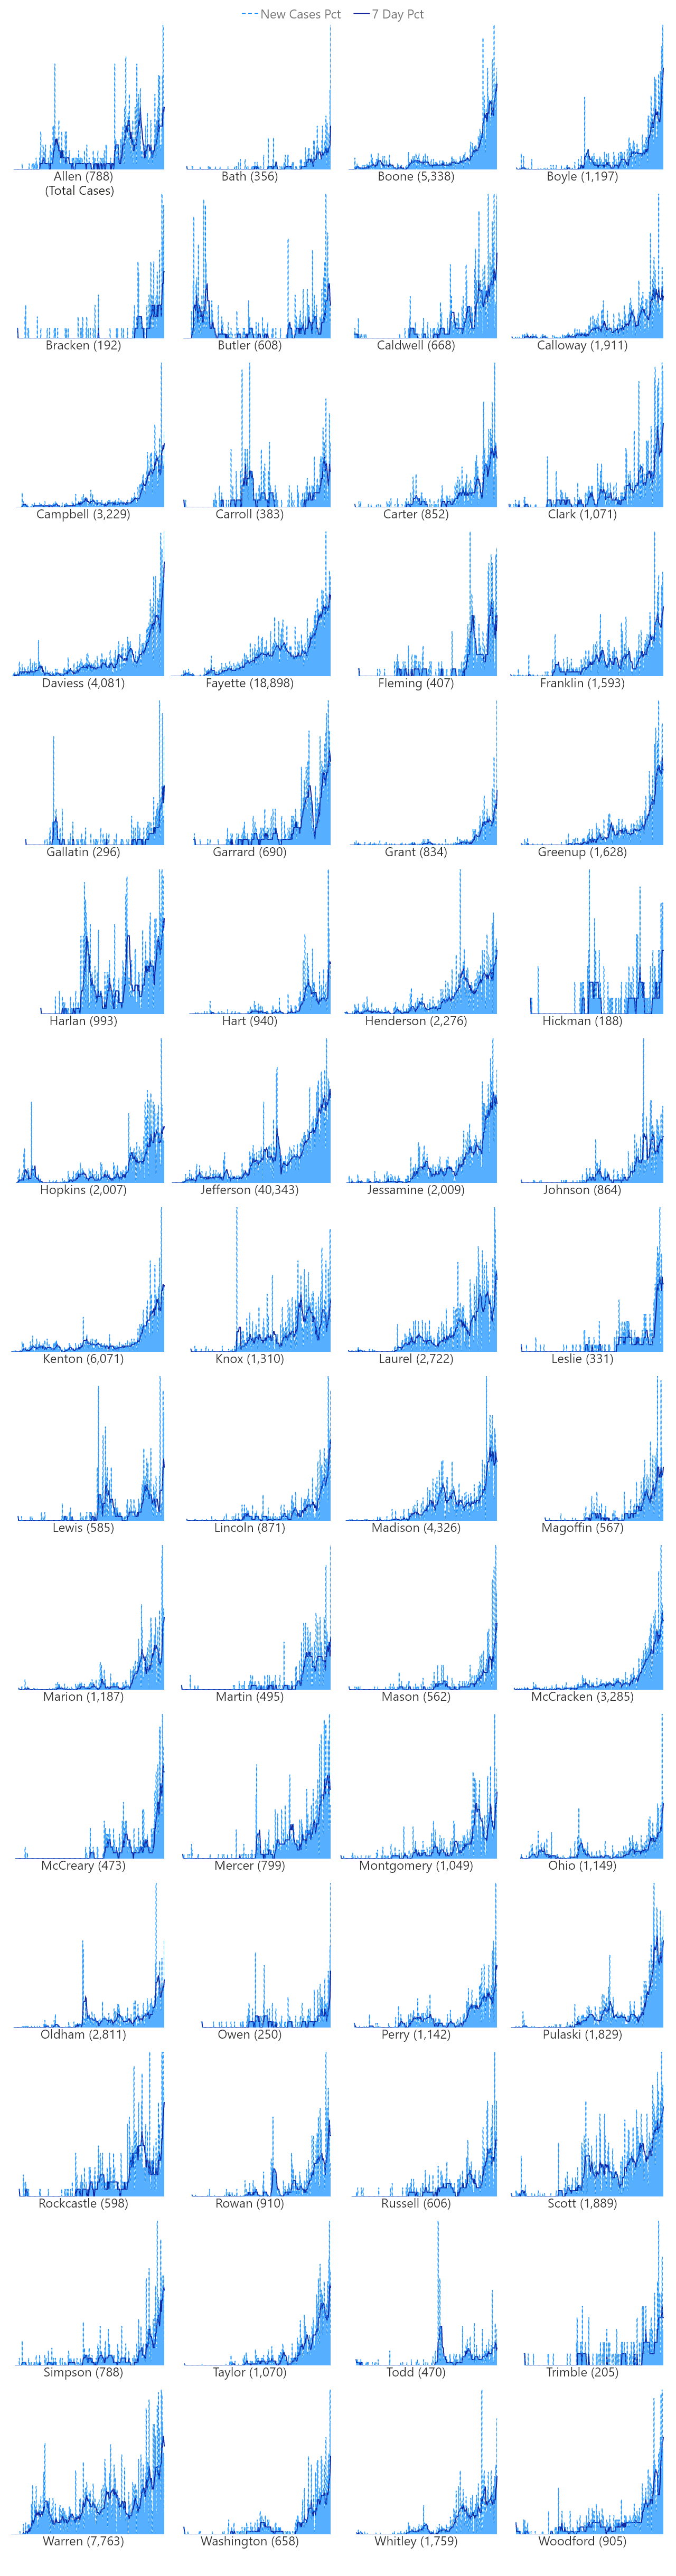 New Cases Pct 7 Day Pct
Allen (788) Bath (356) Boone (5,338) Boyle (1,197)
(Total Cases)
Bracken (192) Butler (608) Caldwell (668) Calloway (1,911)
Campbell (3,229) Carroll (383) Carter (852) Clark (1,071)
Daviess (4,081) Fayette (18,898) Fleming (407) Franklin (1,593)
Gallatin (296) Garrard (690) Grant (834) Greenup (1,628)
Harlan (993) Hart (940) Henderson (2,276) Hickman (188)
Hopkins (2,007) Jefferson (40,343) Jessamine (2,009) Johnson (864)
Kenton (6,071) Knox (1,310) Laurel (2,722) Leslie (331)
Lewis (585) Lincoln (871) Madison (4,326) Magoffin (567)
Marion (1,187) Martin (495) Mason (562) McCracken (3,285)
McCreary (473) Mercer (799) Montgomery (1,049) Ohio (1,149)
Oldham (2,811) Owen (250) Perry (1,142) Pulaski (1,829)
Rockcastle (598) Rowan (910) Russell (606) Scott (1,889)
Simpson (788) Taylor (1,070) Todd (470) Trimble (205)
Warren (7,763) Washington (658) Whitley (1,759) Woodford (905)